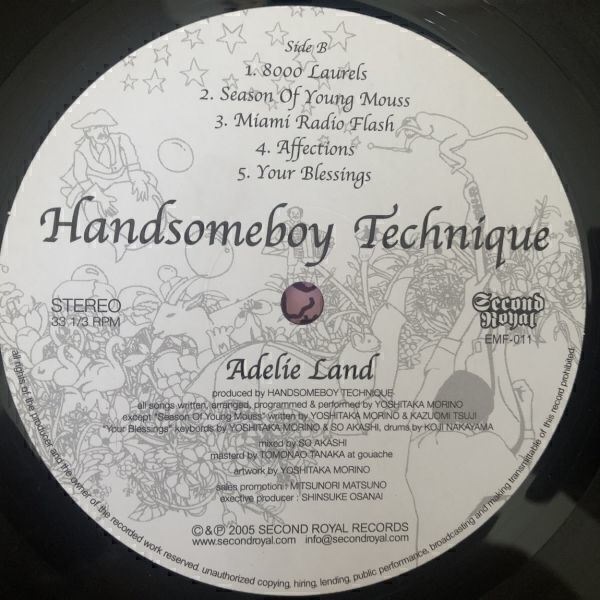 Side B
1. 8000 Laurels
2. Season Of Young Mouss
3. Miami Radio Flash
4. Affections
5. Your Blessings
Handsomeboy Technique
STEREO
33 1/3 RPM
Second
Royal
EMF-011
Adelie Land
produced by HANDSOMEBOY TECHNIQUE
all songs written, arranged, programmed & performed by YOSHITAKA MORINO
except "Season Of Young Mouss" written by YOSHITAKA MORINO & KAZUOMI TSUJI
"Your Blessings" keybords by YOSHITAKA MORINO & SO AKASHI, drums by KOJI NAKAYAMA
mixed by SO AKASHI
masterd by TOMONAO TANAKA at gouache
artwork by YOSHITAKA MORINO
sales promotion : MITSUNORI MATSUNO
exective producer : SHINSUKE OSANAI
©&℗ 2005 SECOND ROYAL RECORDS
www.secondroyal.com info@secondroyal.com
all rights of the producer and the owner of the recorded work reserved. unauthorized copying, hiring, lending, public performance, broadcasting and making transmittable of this record prohibited.